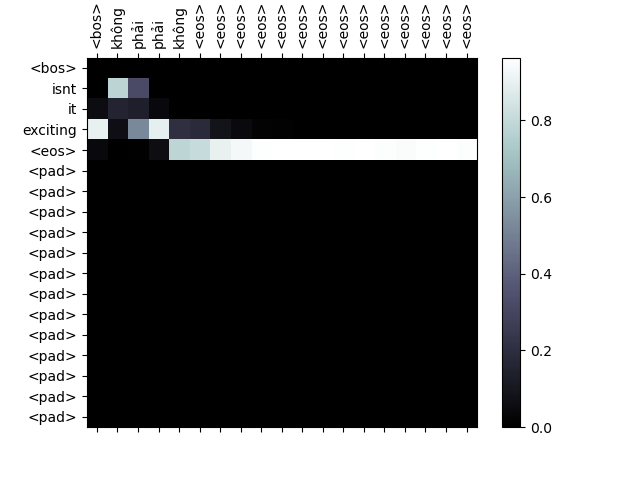 <bos> không phải phải không <eos> <eos> <eos> <eos> <eos> <eos> <eos> <eos> <eos> <eos> <eos> <eos> <eos> <eos>
<bos>
isnt
it
exciting
<eos>
<pad>
<pad>
<pad>
<pad>
<pad>
<pad>
<pad>
<pad>
<pad>
<pad>
<pad>
<pad>
<pad>
0.8
0.6
0.4
0.2
0.0